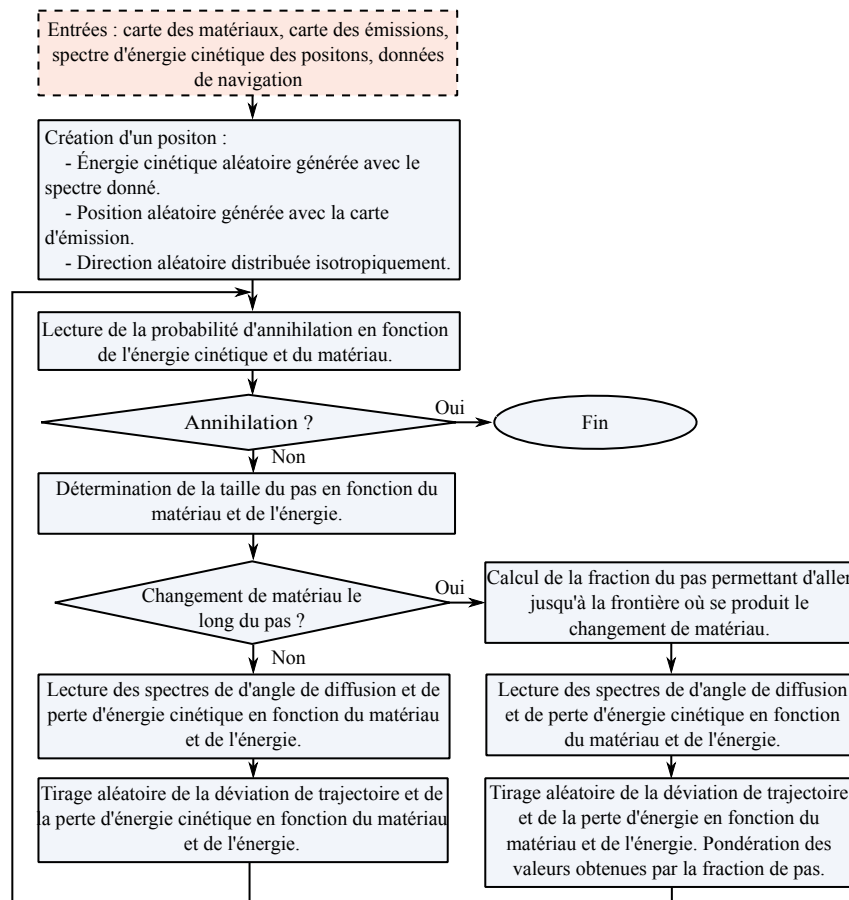 Entrées : carte des matériaux, carte des émissions,
spectre d'énergie cinétique des positons, données
de navigation
Création d'un positon :
- Énergie cinétique aléatoire générée avec le
spectre donné.
- Position aléatoire générée avec la carte
d'émission.
- Direction aléatoire distribuée isotropiquement.
Lecture de la probabilité d'annihilation en fonction
de l'énergie cinétique et du matériau.
Annihilation ?
Oui
Fin
Non
Détermination de la taille du pas en fonction du
matériau et de l'énergie.
Changement de matériau le
long du pas ?
Oui
Calcul de la fraction du pas permettant d'aller
jusqu'à la frontière où se produit le
changement de matériau.
Non
Lecture des spectres de d'angle de diffusion et de
perte d'énergie cinétique en fonction du matériau
et de l'énergie.
Lecture des spectres d'angle de diffusion
et de perte d'énergie cinétique en fonction
du matériau et de l'énergie.
Tirage aléatoire de la déviation de trajectoire et de
la perte d'énergie cinétique en fonction du matériau
et de l'énergie.
Tirage aléatoire de la déviation de trajectoire
et de la perte d'énergie en fonction du
matériau et de l'énergie. Pondération des
valeurs obtenues par la fraction de pas.